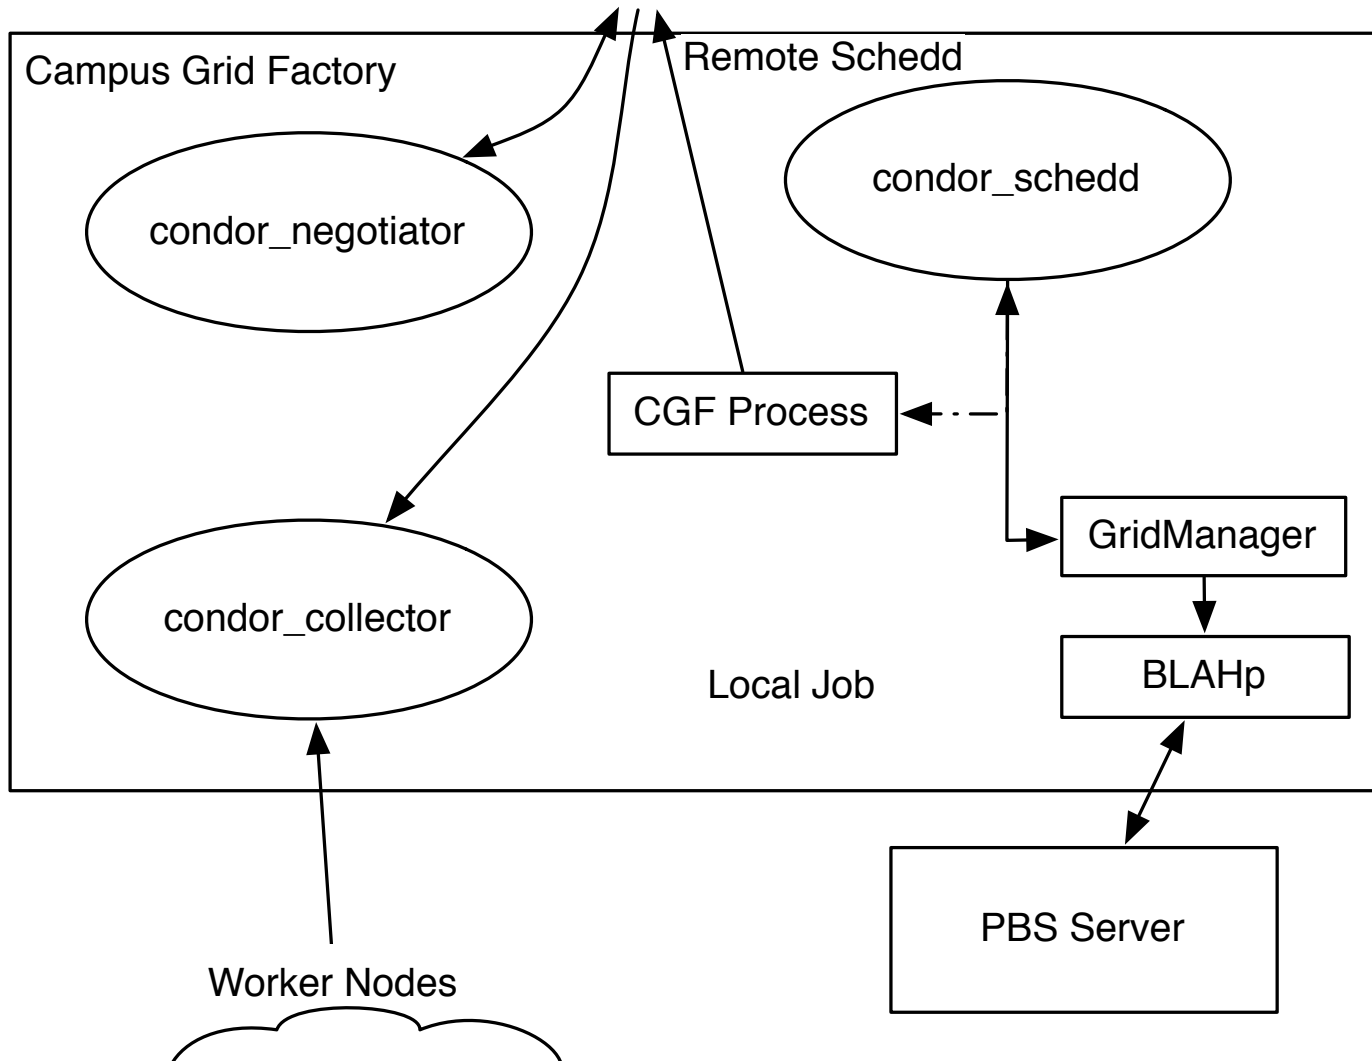 Campus Grid Factory
Remote Schedd
condor_negotiator
condor_schedd
CGF Process
GridManager
condor_collector
Local Job
BLAHp
PBS Server
Worker Nodes